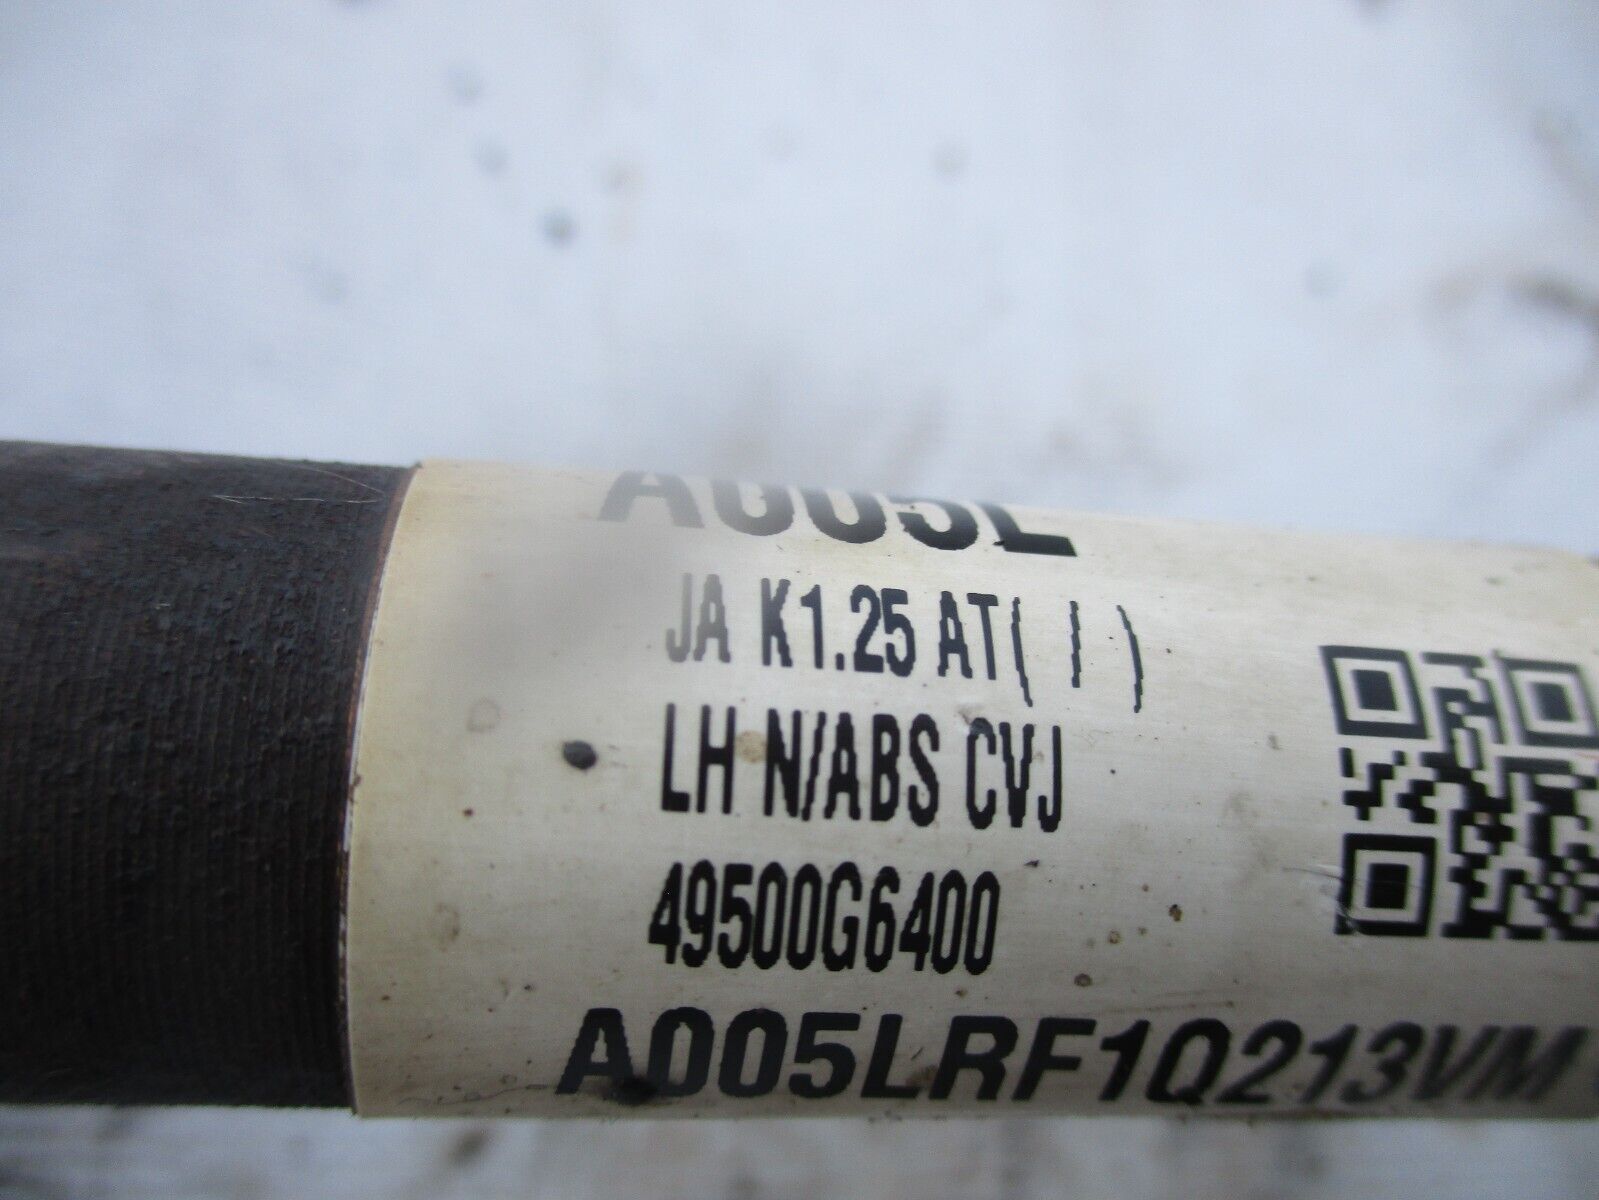 A005L
JA K1.25 AT( / )
LH N/ABS CVJ
49500G6400
A005LRF1Q213VM